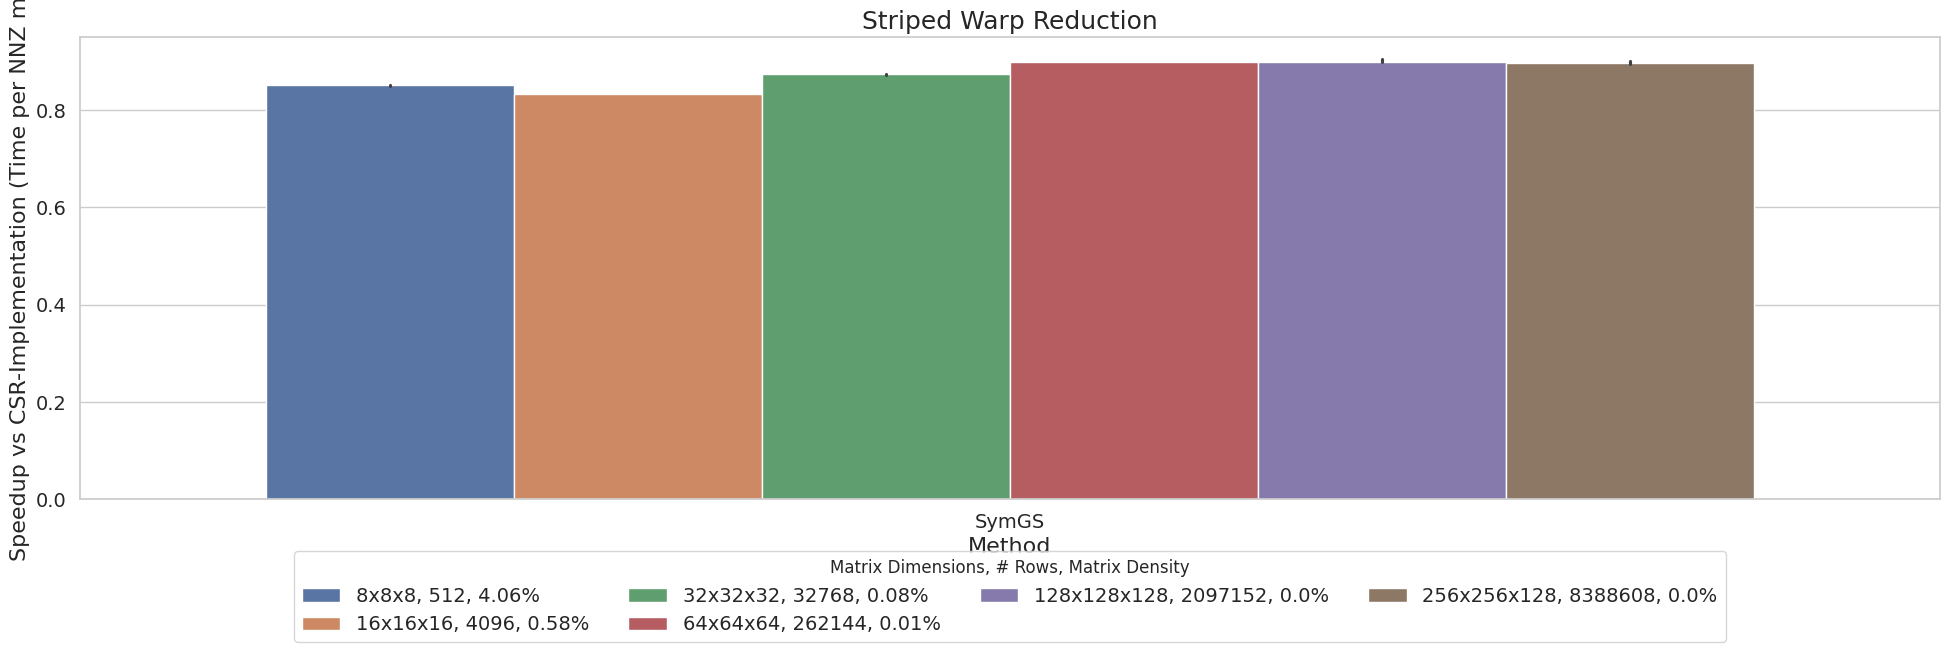 Striped Warp Reduction
Speedup vs CSR-Implementation (Time per NNZ
0.8
0.6
0.4
0.2
0.0
SymGS
Method
Matrix Dimensions, # Rows, Matrix Density
8x8x8, 512, 4.06%
16x16x16, 4096, 0.58%
32x32x32, 32768, 0.08%
64x64x64, 262144, 0.01%
128x128x128, 2097152, 0.0%
256x256x128, 8388608, 0.0%